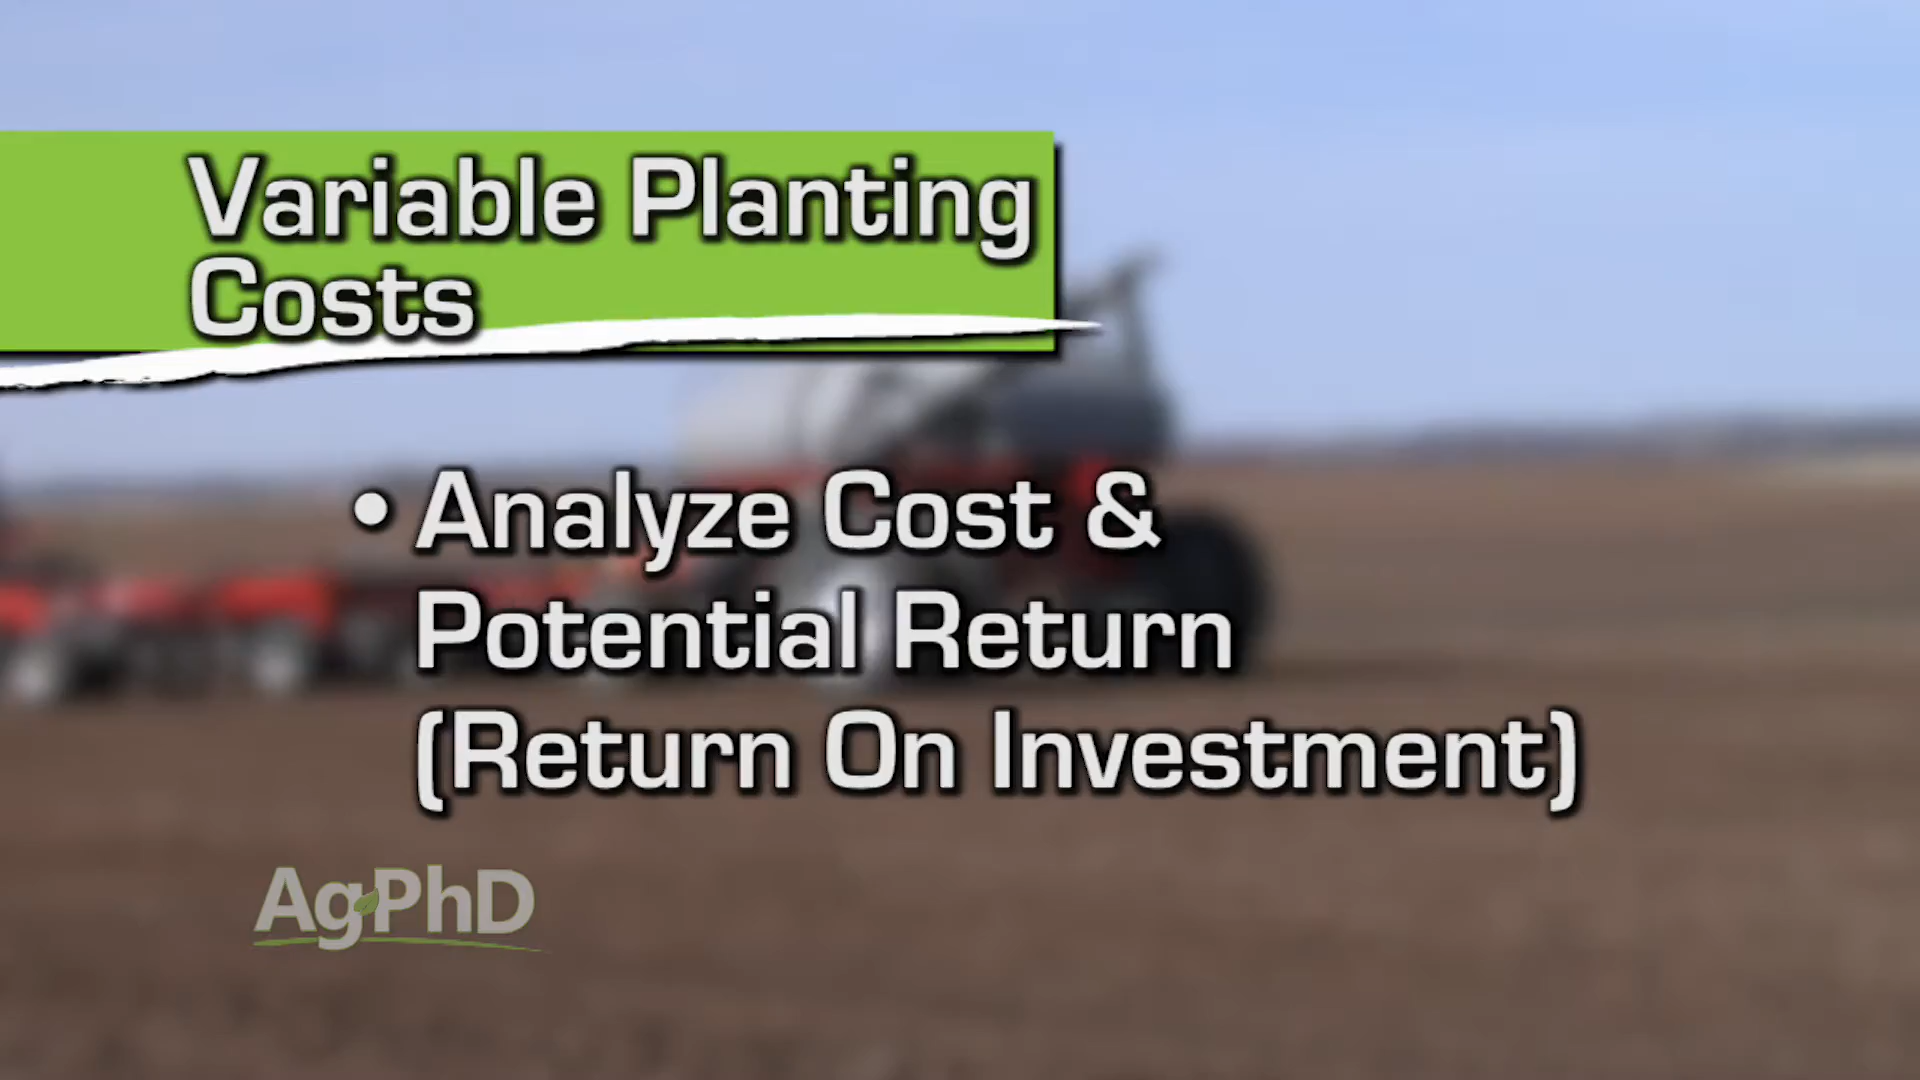 Variable Planting
Costs
• Analyze Cost &
Potential Return
(Return On Investment)
AgPhD